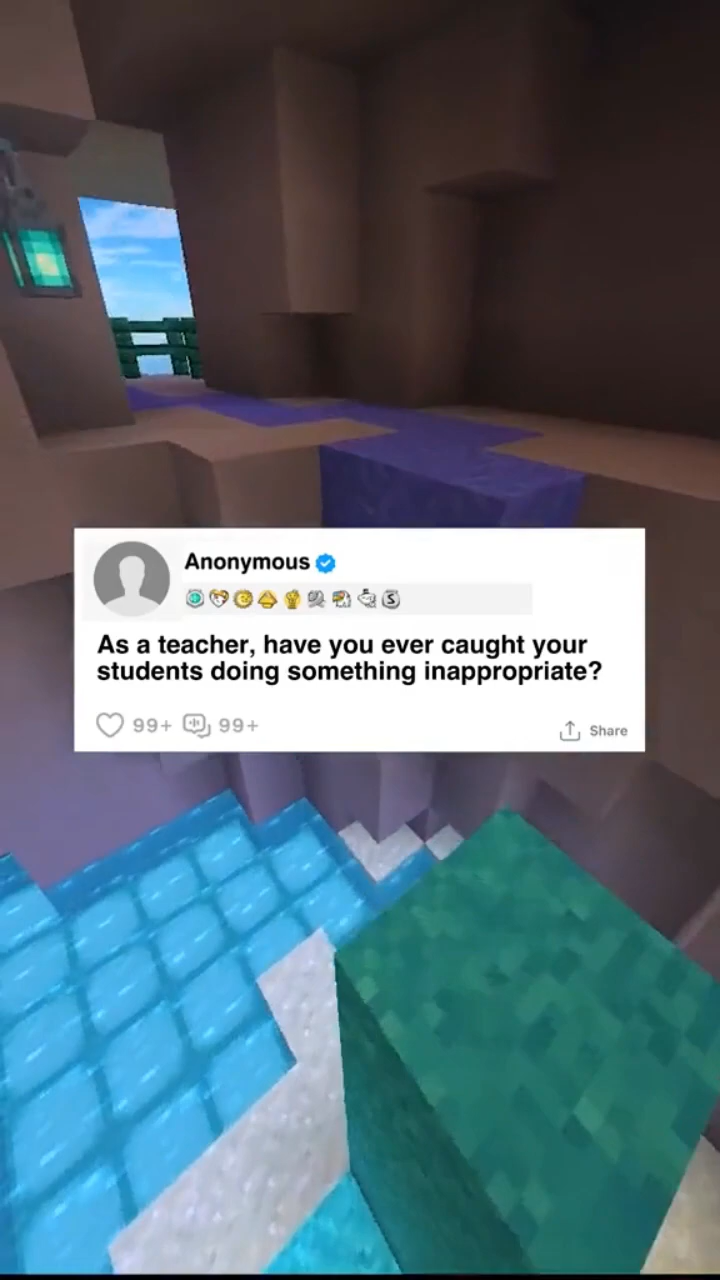 Anonymous
As a teacher, have you ever caught your
students doing something inappropriate?
99+ 99+ Share